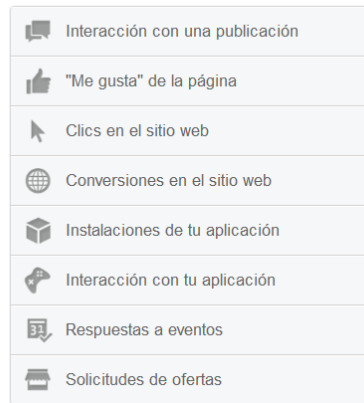 Interacción con una publicación
"Me gusta" de la página
Clics en el sitio web
Conversiones en el sitio web
Instalaciones de tu aplicación
Interacción con tu aplicación
31
Respuestas a eventos
Solicitudes de ofertas